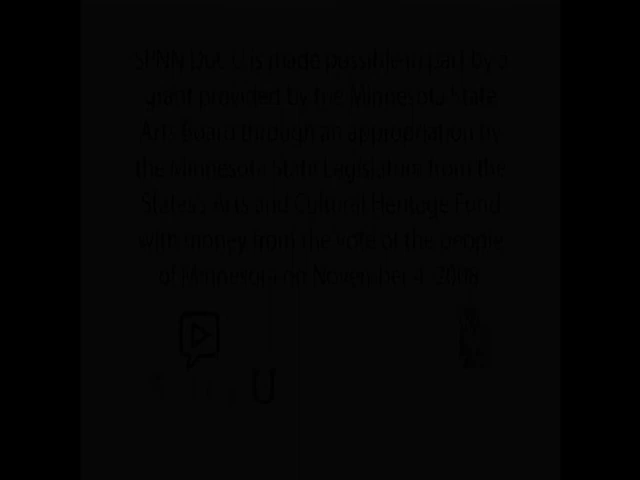 is made possible in part by a
grant provided by the Minnesota State
Arts Board through an appropriation by
the Minnesota State Legislature from the
States's Arts and Cultural Heritage Fund
with money from the vote of the people
of Minnesota on November 4, 2008